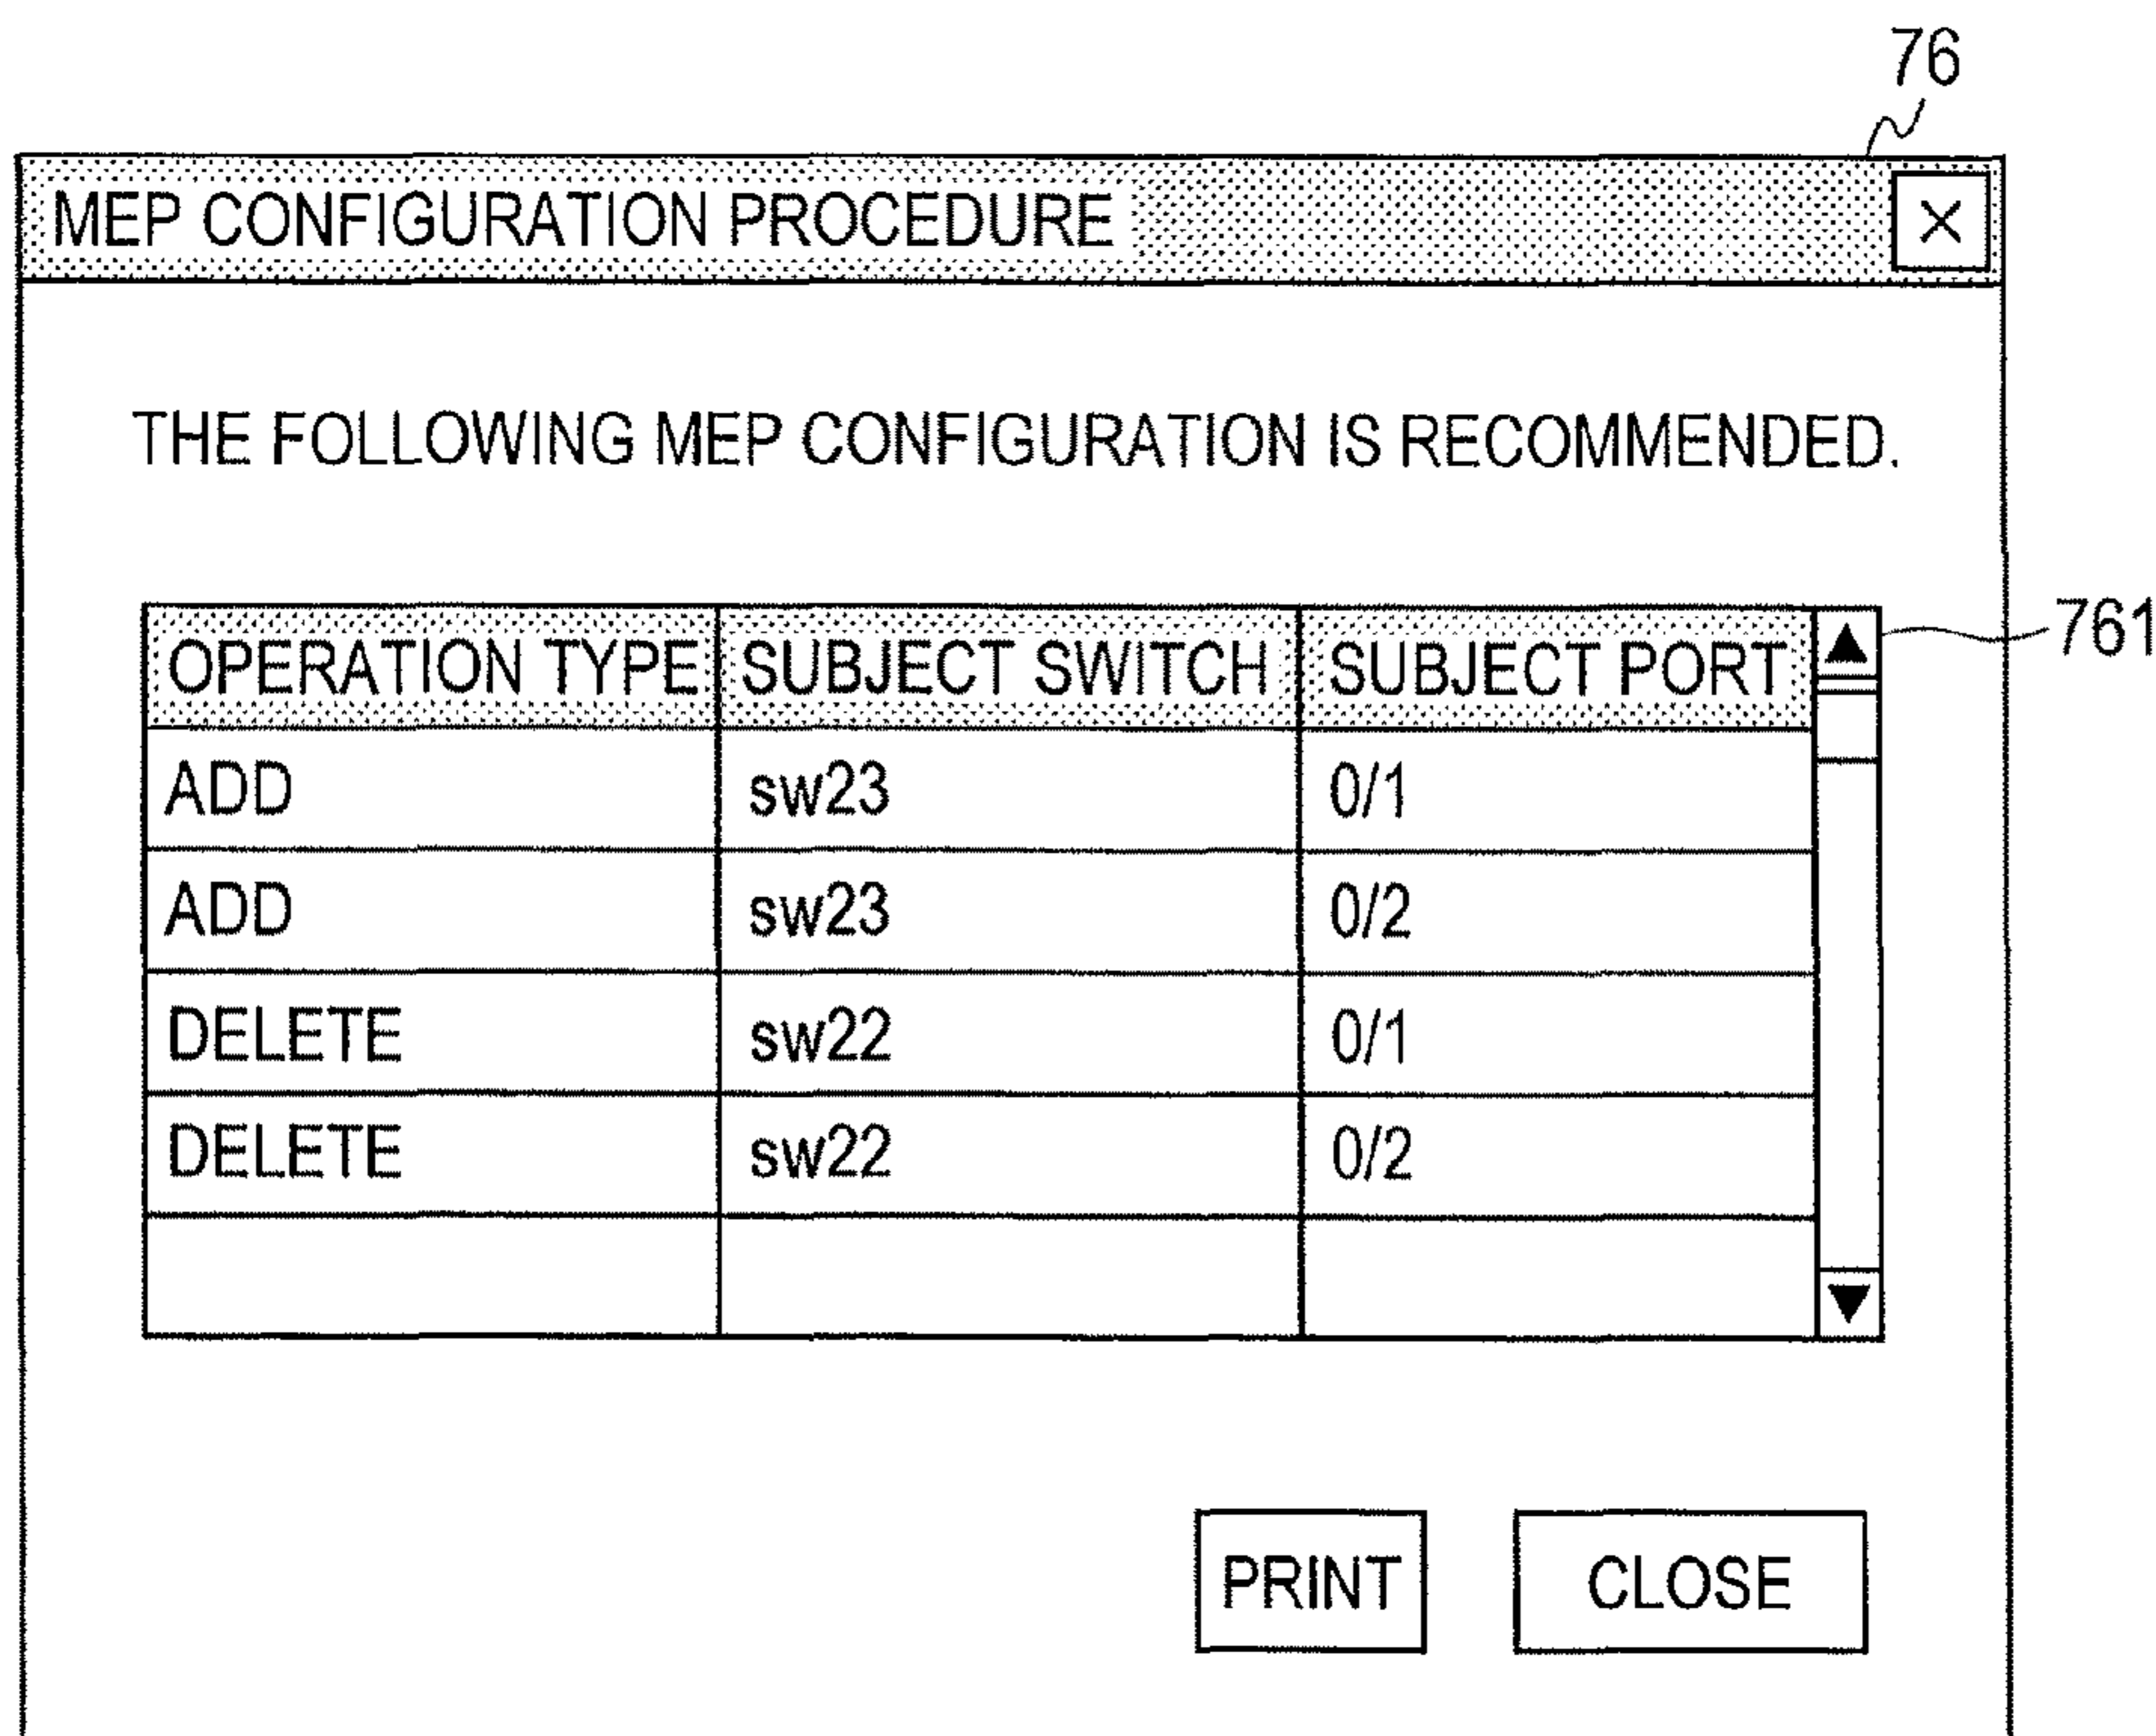 76
MEP CONFIGURATION PROCEDURE X
THE FOLLOWING MEP CONFIGURATION IS RECOMMENDED.
761
OPERATION TYPE SUBJECT SWITCH SUBJECT PORT
ADD sw23 0/1
ADD sw23 0/2
DELETE sw22 0/1
DELETE sw22 0/2
PRINT CLOSE